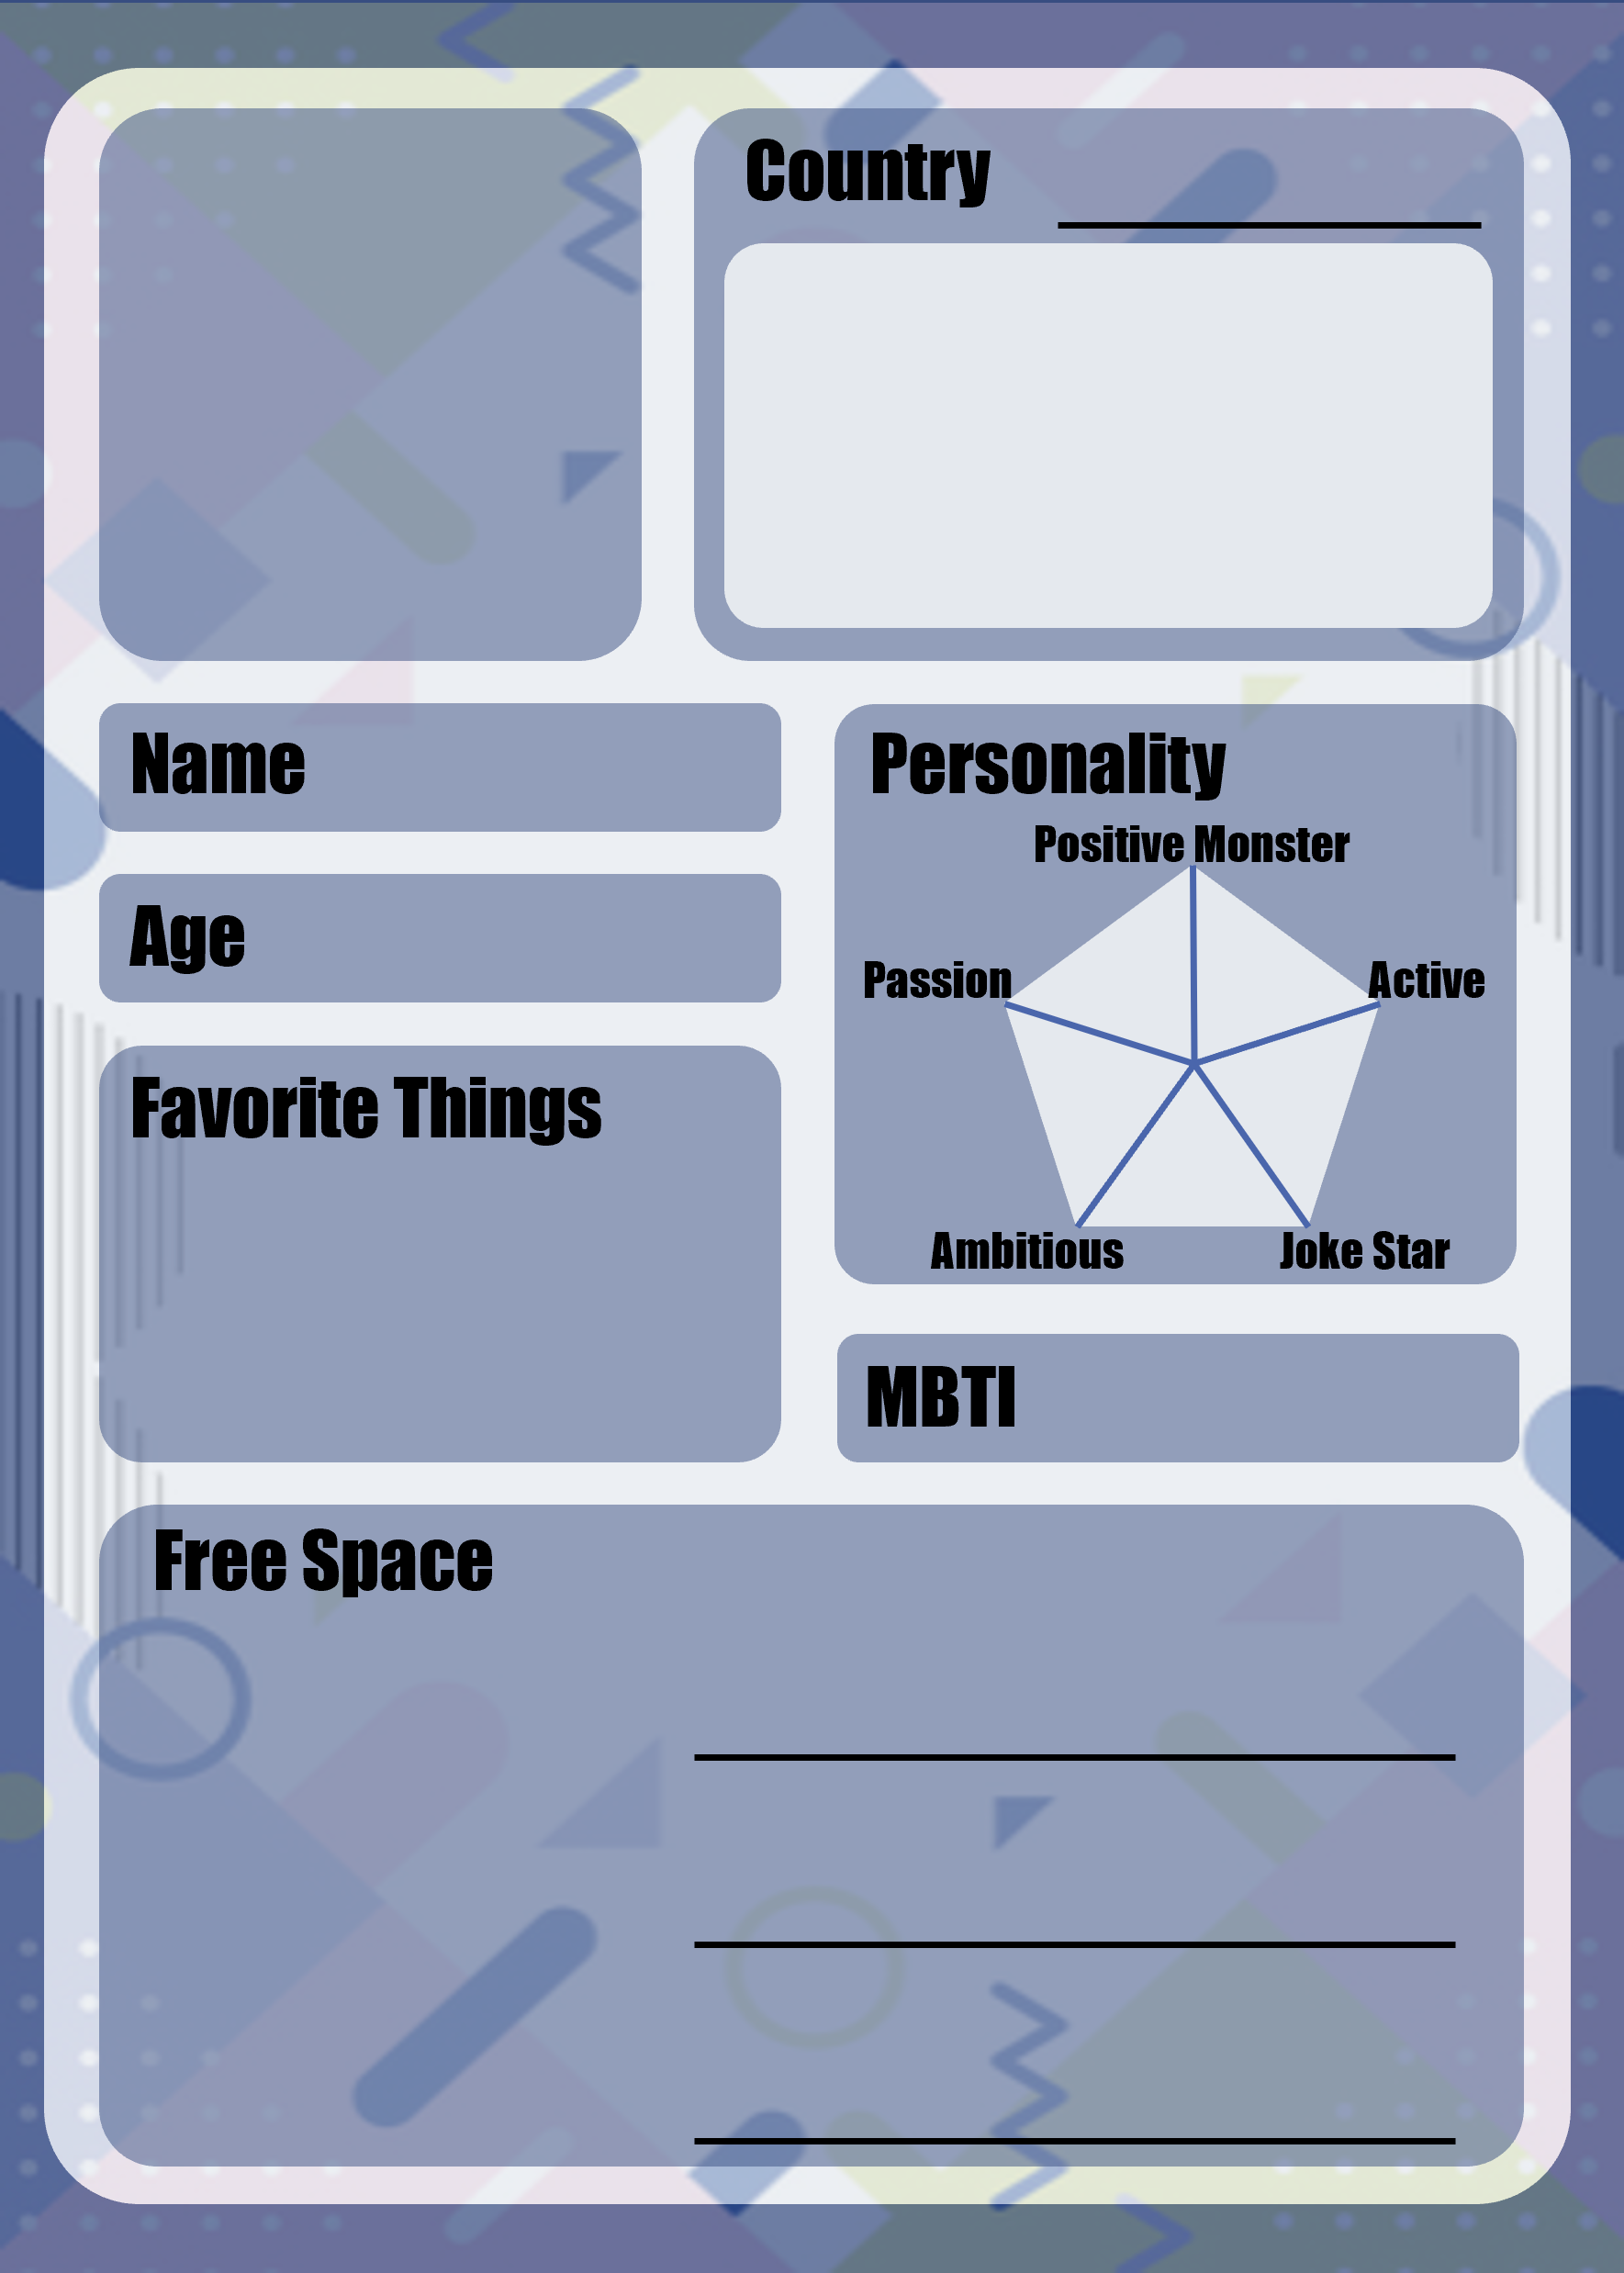 Country
Name
Personality
Positive Monster
Age
Passion
Active
Favorite Things
Ambitious
Joke Star
MBTI
Free Space